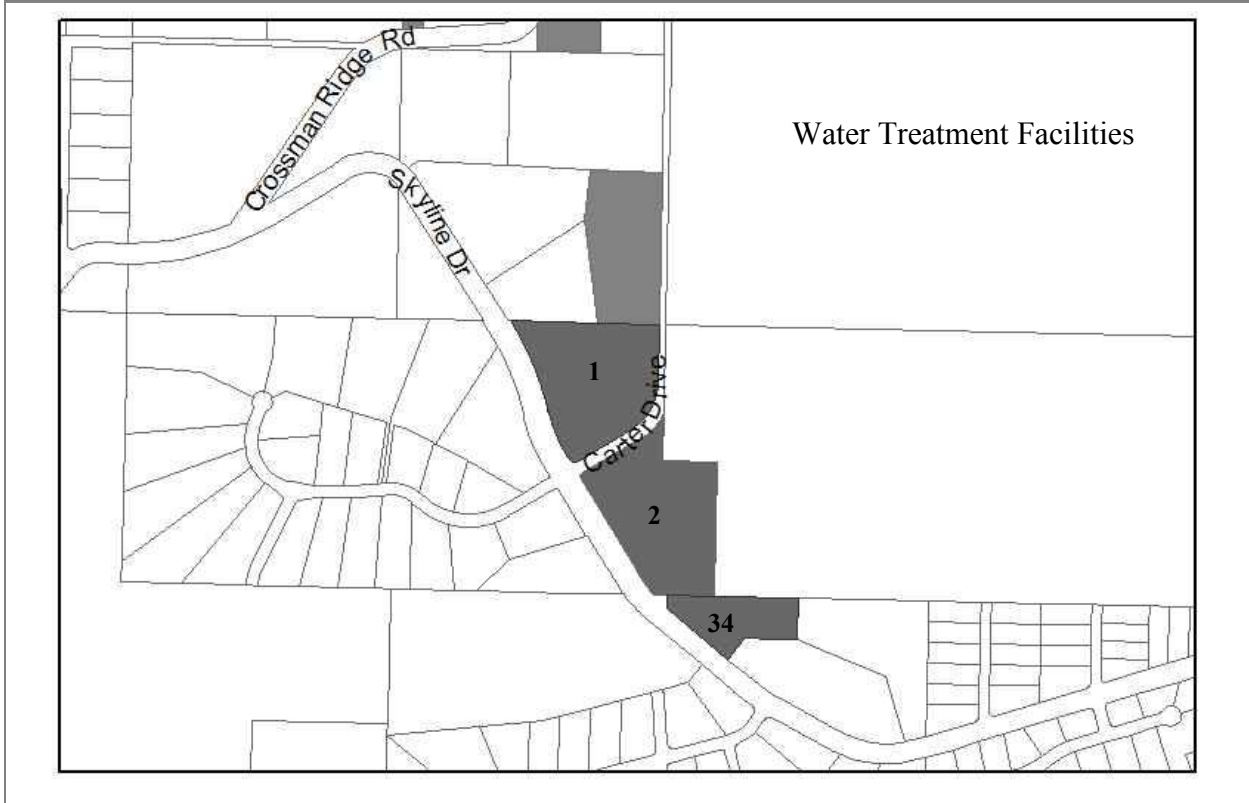 Crossman Ridge Rd
Water Treatment Facilities
Skyline Dr
1
Carter Drive
2
34